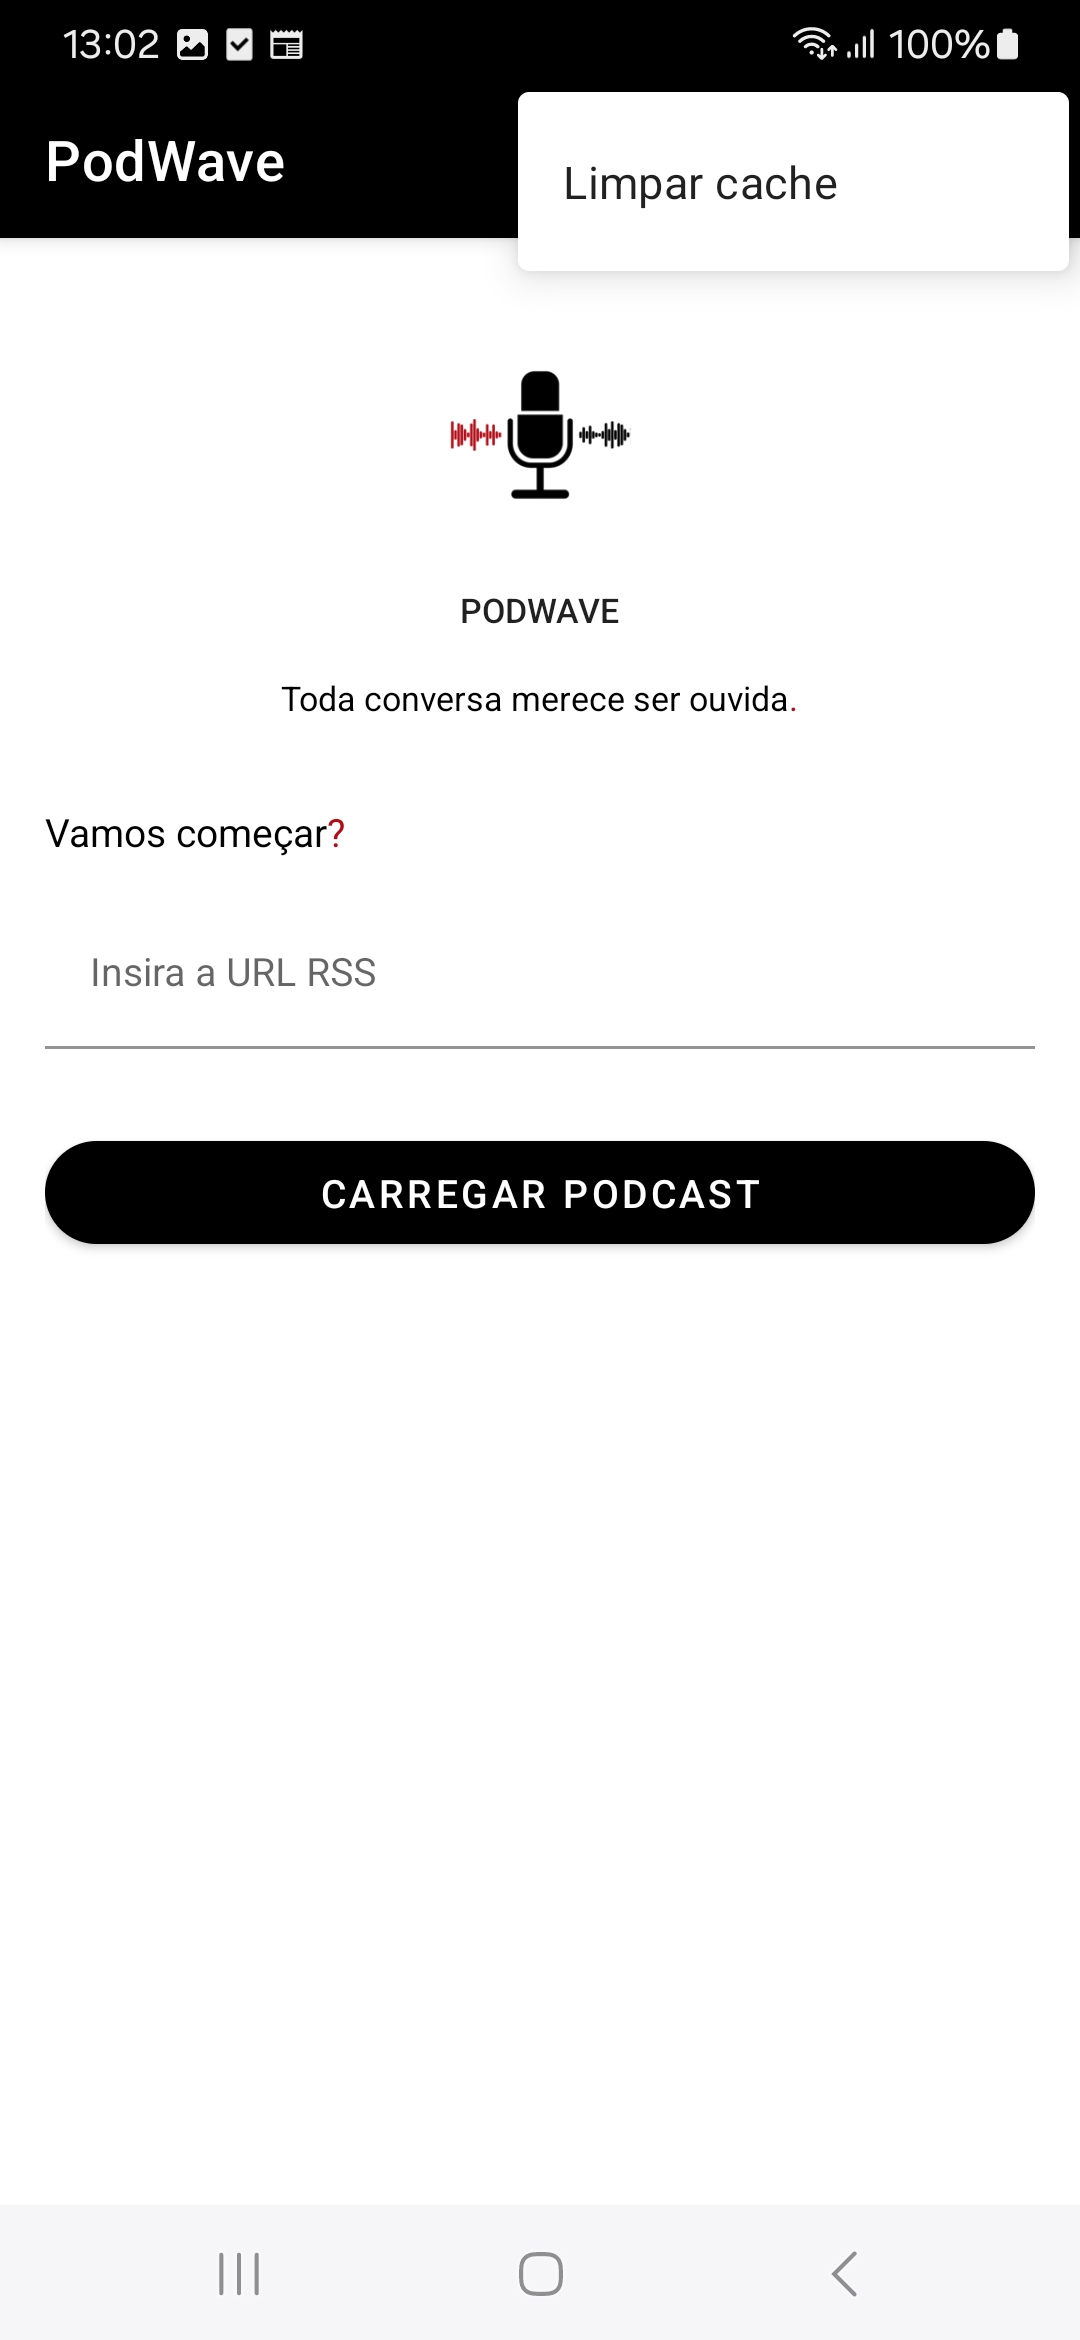 13:02
100%
PodWave
Limpar cache
PODWAVE
Toda conversa merece ser ouvida.
Vamos começar?
Insira a URL RSS
CARREGAR PODCAST